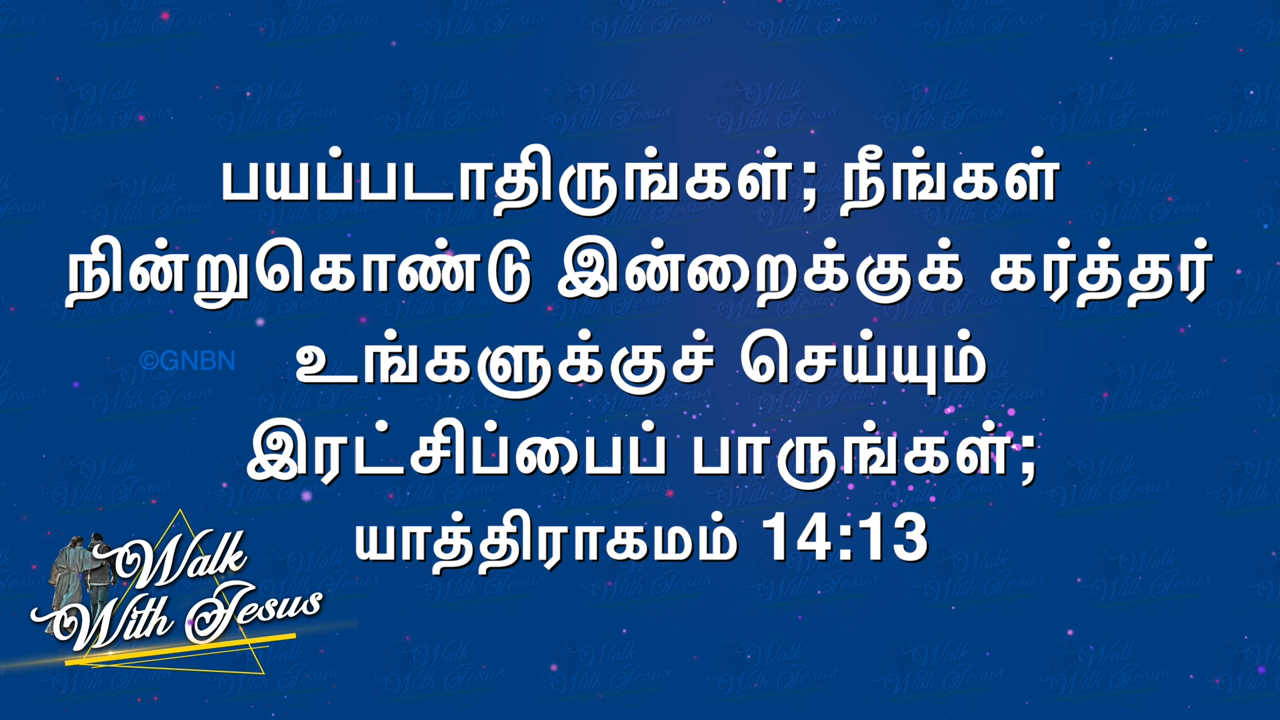 பயப்படாதிருங்கள்; நீங்கள்
நின்றுகொண்டு இன்றைக்குக் கர்த்தர்
உங்களுக்குச் செய்யும்
இரட்சிப்பைப் பாருங்கள்;
யாத்திராகமம் 14:13
©GNBN
Walk
With Jesus